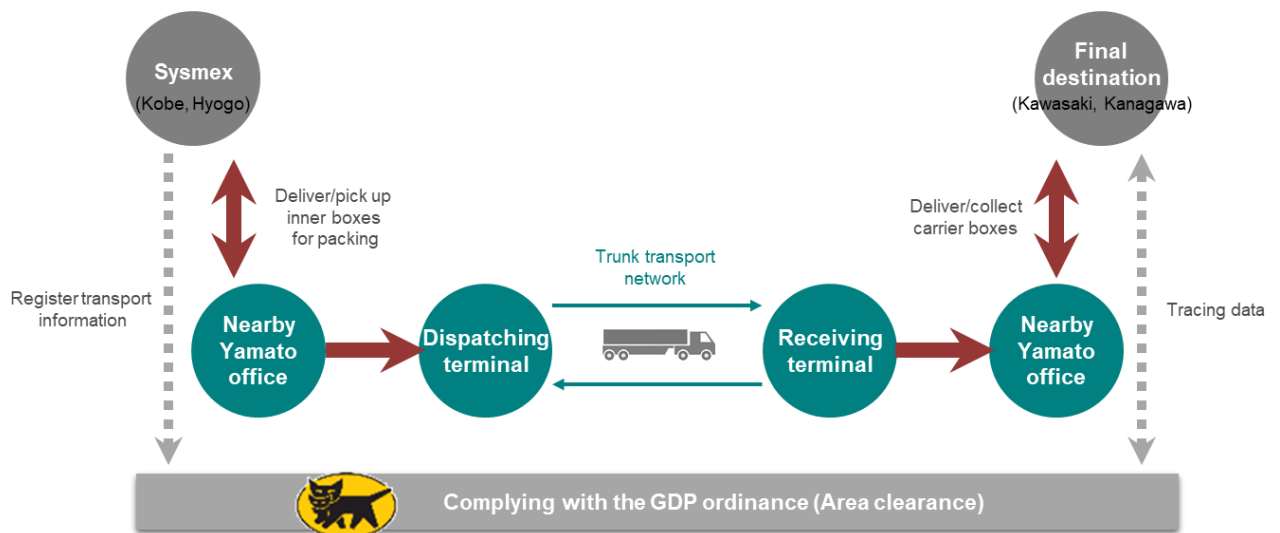 Sysmex
(Kobe, Hyogo)
Final
destination
(Kawasaki, Kanagawa)
Deliver/pick up
inner boxes
for packing
Deliver/collect
carrier boxes
Register transport
information
Trunk transport
network
Tracing data
Nearby
Yamato
office
Dispatching
terminal
Receiving
terminal
Nearby
Yamato
office
Complying with the GDP ordinance (Area clearance)